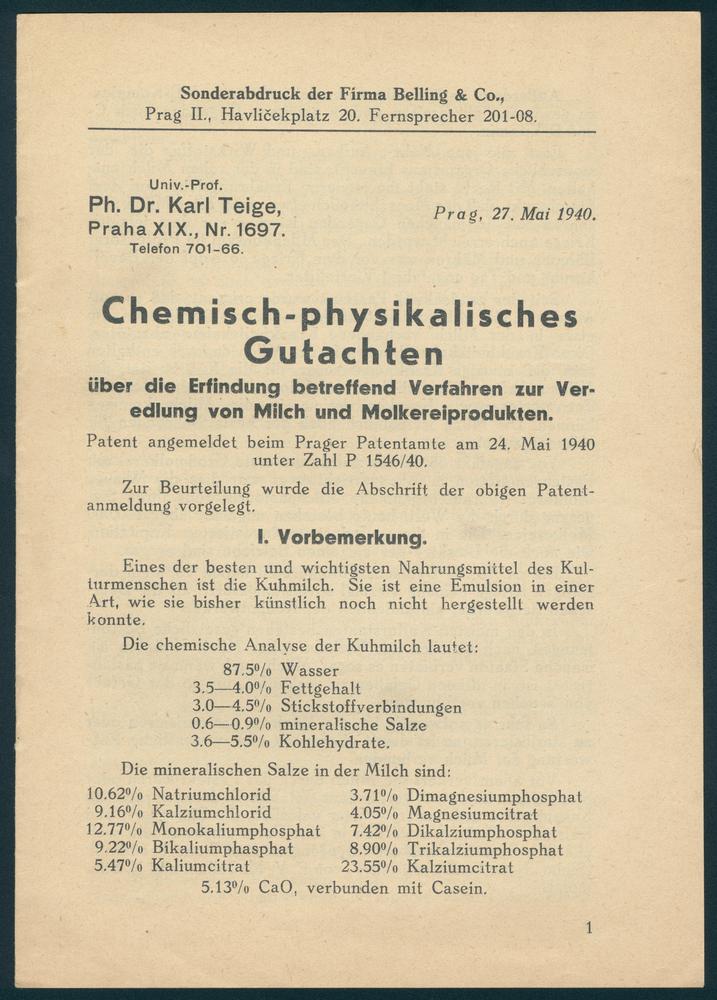 Sonderabdruck der Firma Belling & Co.,
Prag II., Havličekplatz 20. Fernsprecher 201-08.
Univ.-Prof.
Ph. Dr. Karl Teige,
Praha XIX., Nr. 1697.
Telefon 701-66.
Prag, 27. Mai 1940.
Chemisch-physikalisches
Gutachten
über die Erfindung betreffend Verfahren zur Ver-
edlung von Milch und Molkereiprodukten.
Patent angemeldet beim Prager Patentamte am 24. Mai 1940
unter Zahl P 1546/40.
Zur Beurteilung wurde die Abschrift der obigen Patent-
anmeldung vorgelegt.
I. Vorbemerkung.
Eines der besten und wichtigsten Nahrungsmittel des Kul-
turmenschen ist die Kuhmilch. Sie ist eine Emulsion in einer
Art, wie sie bisher künstlich noch nicht hergestellt werden
konnte.
Die chemische Analyse der Kuhmilch lautet:
87.5% Wasser
3.5—4.0% Fettgehalt
3.0—4.5% Stickstoffverbindungen
0.6—0.9% mineralische Salze
3.6—5.5% Kohlehydrate.
Die mineralischen Salze in der Milch sind:
10.62% Natriumchlorid
9.16% Kalziumchlorid
12.77% Monokaliumphosphat
9.22% Bikaliumphasphat
5.47% Kaliumcitrat
3.71% Dimagnesiumphosphat
4.05% Magnesiumcitrat
7.42% Dikalziumphosphat
8.90% Trikalziumphosphat
23.55% Kalziumcitrat
5.13% CaO, verbunden mit Casein.
1